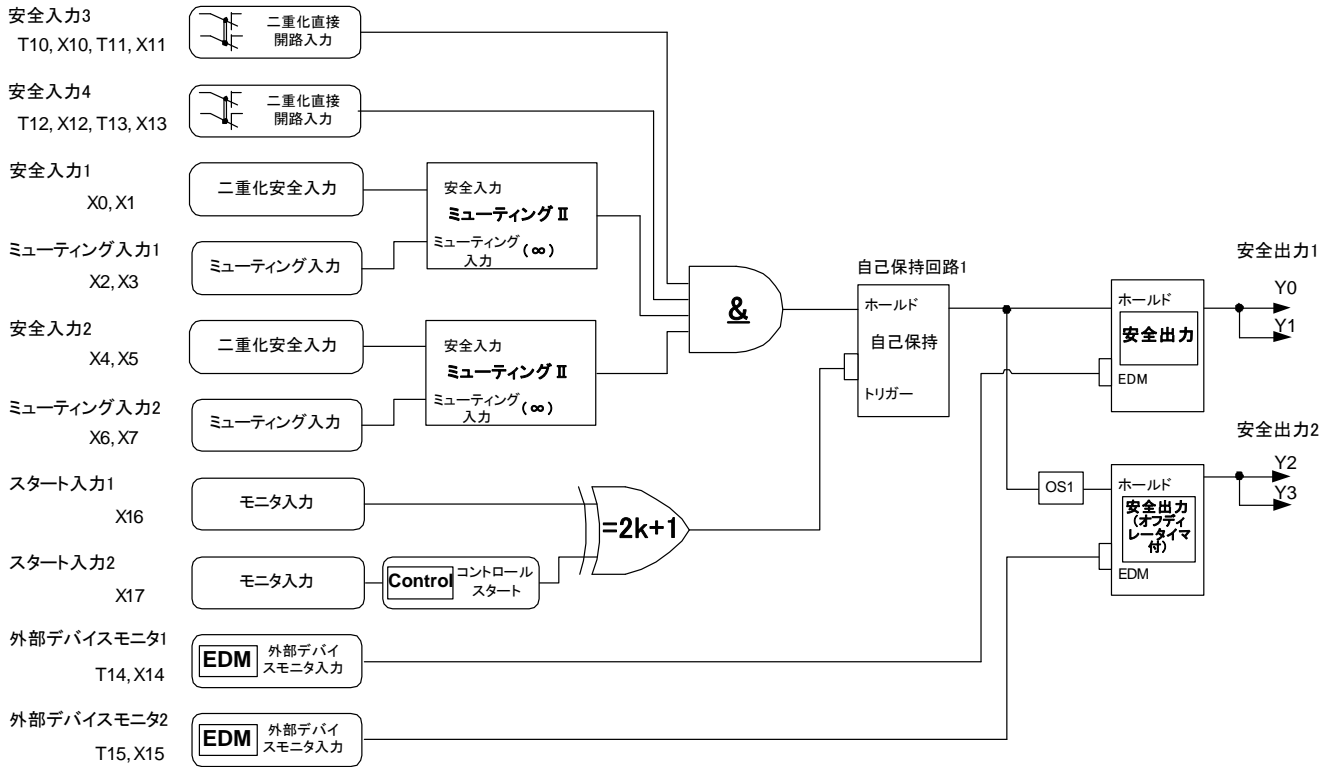 安全入力3
T10, X10, T11, X11
二重化直接
開路入力
安全入力4
T12, X12, T13, X13
二重化直接
開路入力
安全入力1
X0, X1
二重化安全入力
安全入力
ミューティング II
ミューティング
入力
(∞)
ミューティング入力1
X2, X3
ミューティング入力
安全入力2
X4, X5
二重化安全入力
安全入力
ミューティング II
ミューティング
入力
(∞)
ミューティング入力2
X6, X7
ミューティング入力
&
自己保持回路1
ホールド
自己保持
トリガー
スタート入力1
X16
モニタ入力
=2k+1
スタート入力2
X17
モニタ入力
Control
コントロール
スタート
外部デバイスモニタ1
T14, X14
EDM
外部デバイ
スモニタ入力
外部デバイスモニタ2
T15, X15
EDM
外部デバイ
スモニタ入力
安全出力1
ホールド
安全出力
EDM
Y0
Y1
安全出力2
OS1
ホールド
安全出力
(オフディ
レータイマ
付)
EDM
Y2
Y3